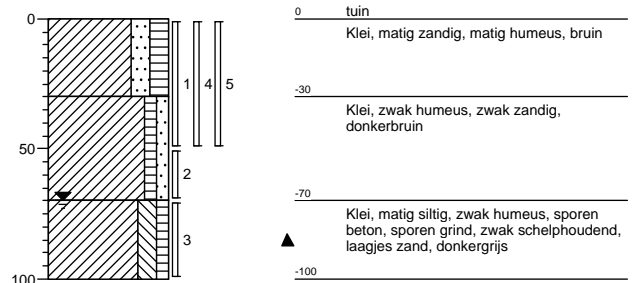 0
50
100
1
4
5
2
3
0 tuin
Klei, matig zandig, matig humeus, bruin
-30
Klei, zwak humeus, zwak zandig,
donkerbruin
-70
Klei, matig siltig, zwak humeus, sporen
beton, sporen grind, zwak schelphoudend,
laagjes zand, donkergrijs
-100